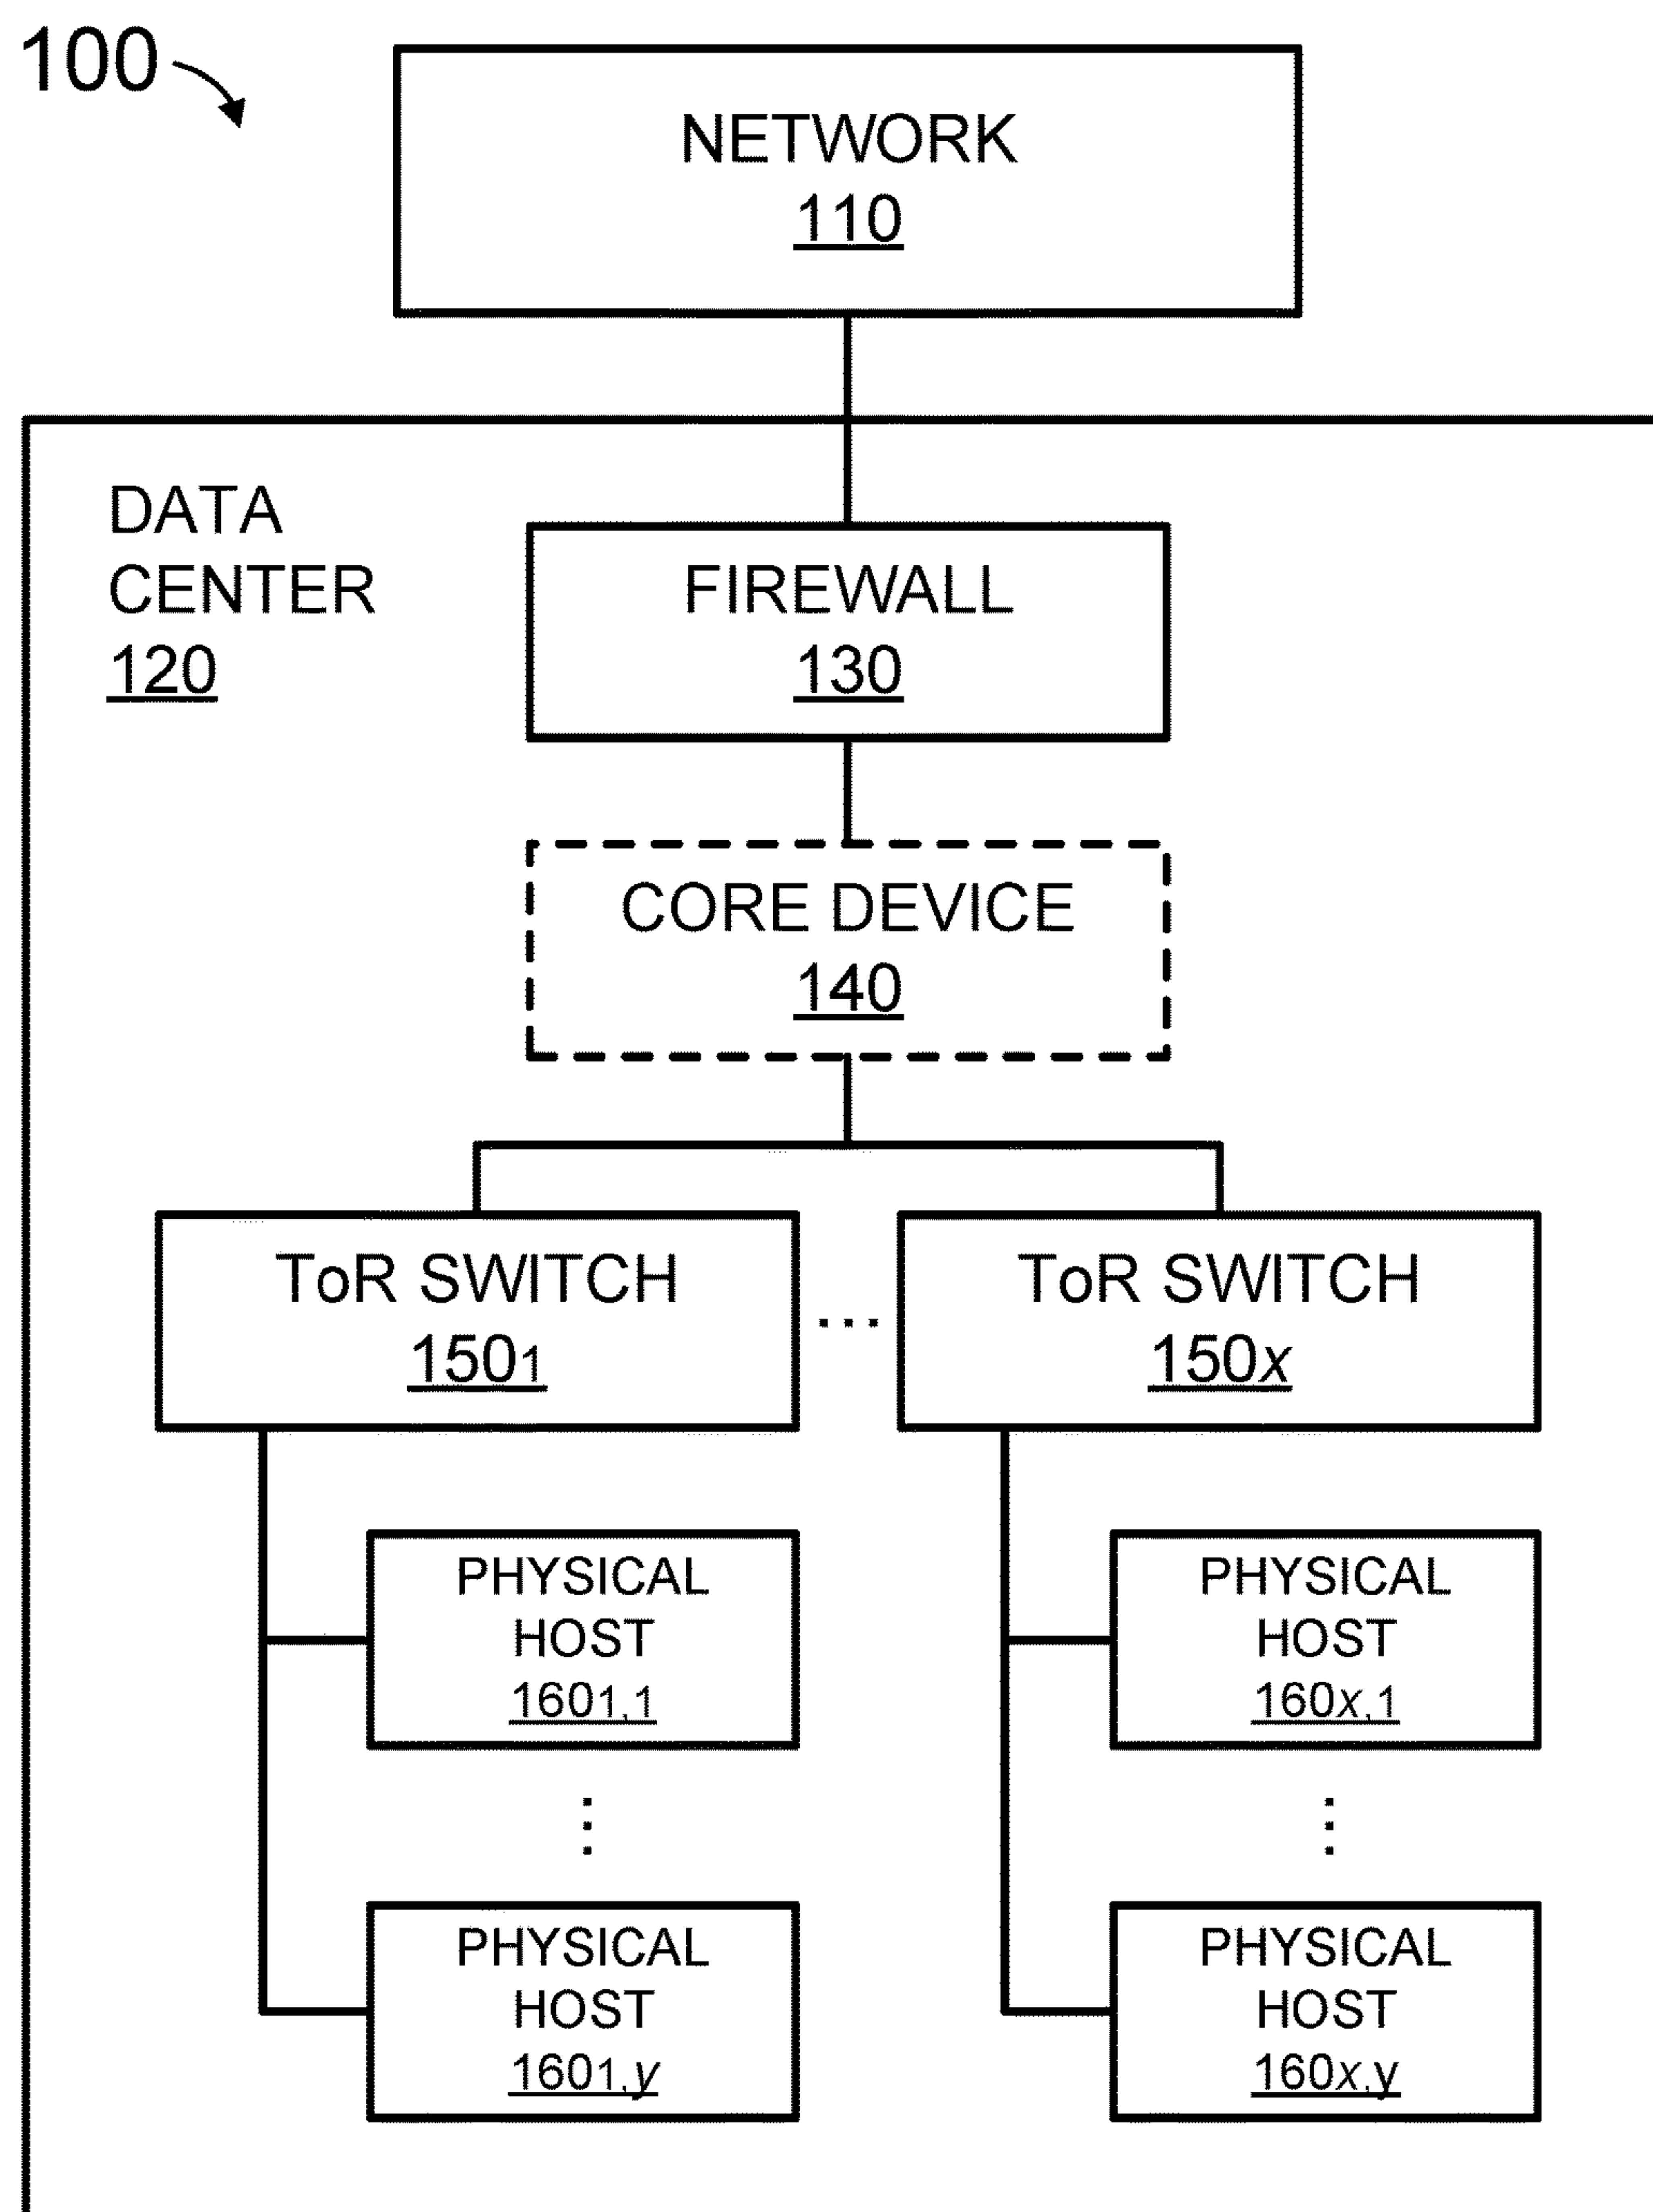 100
NETWORK
110
DATA
CENTER
120
FIREWALL
130
CORE DEVICE
140
ToR SWITCH
1501
...
ToR SWITCH
150x
PHYSICAL
HOST
1601,1
PHYSICAL
HOST
160x,1
PHYSICAL
HOST
1601,y
PHYSICAL
HOST
160x,y